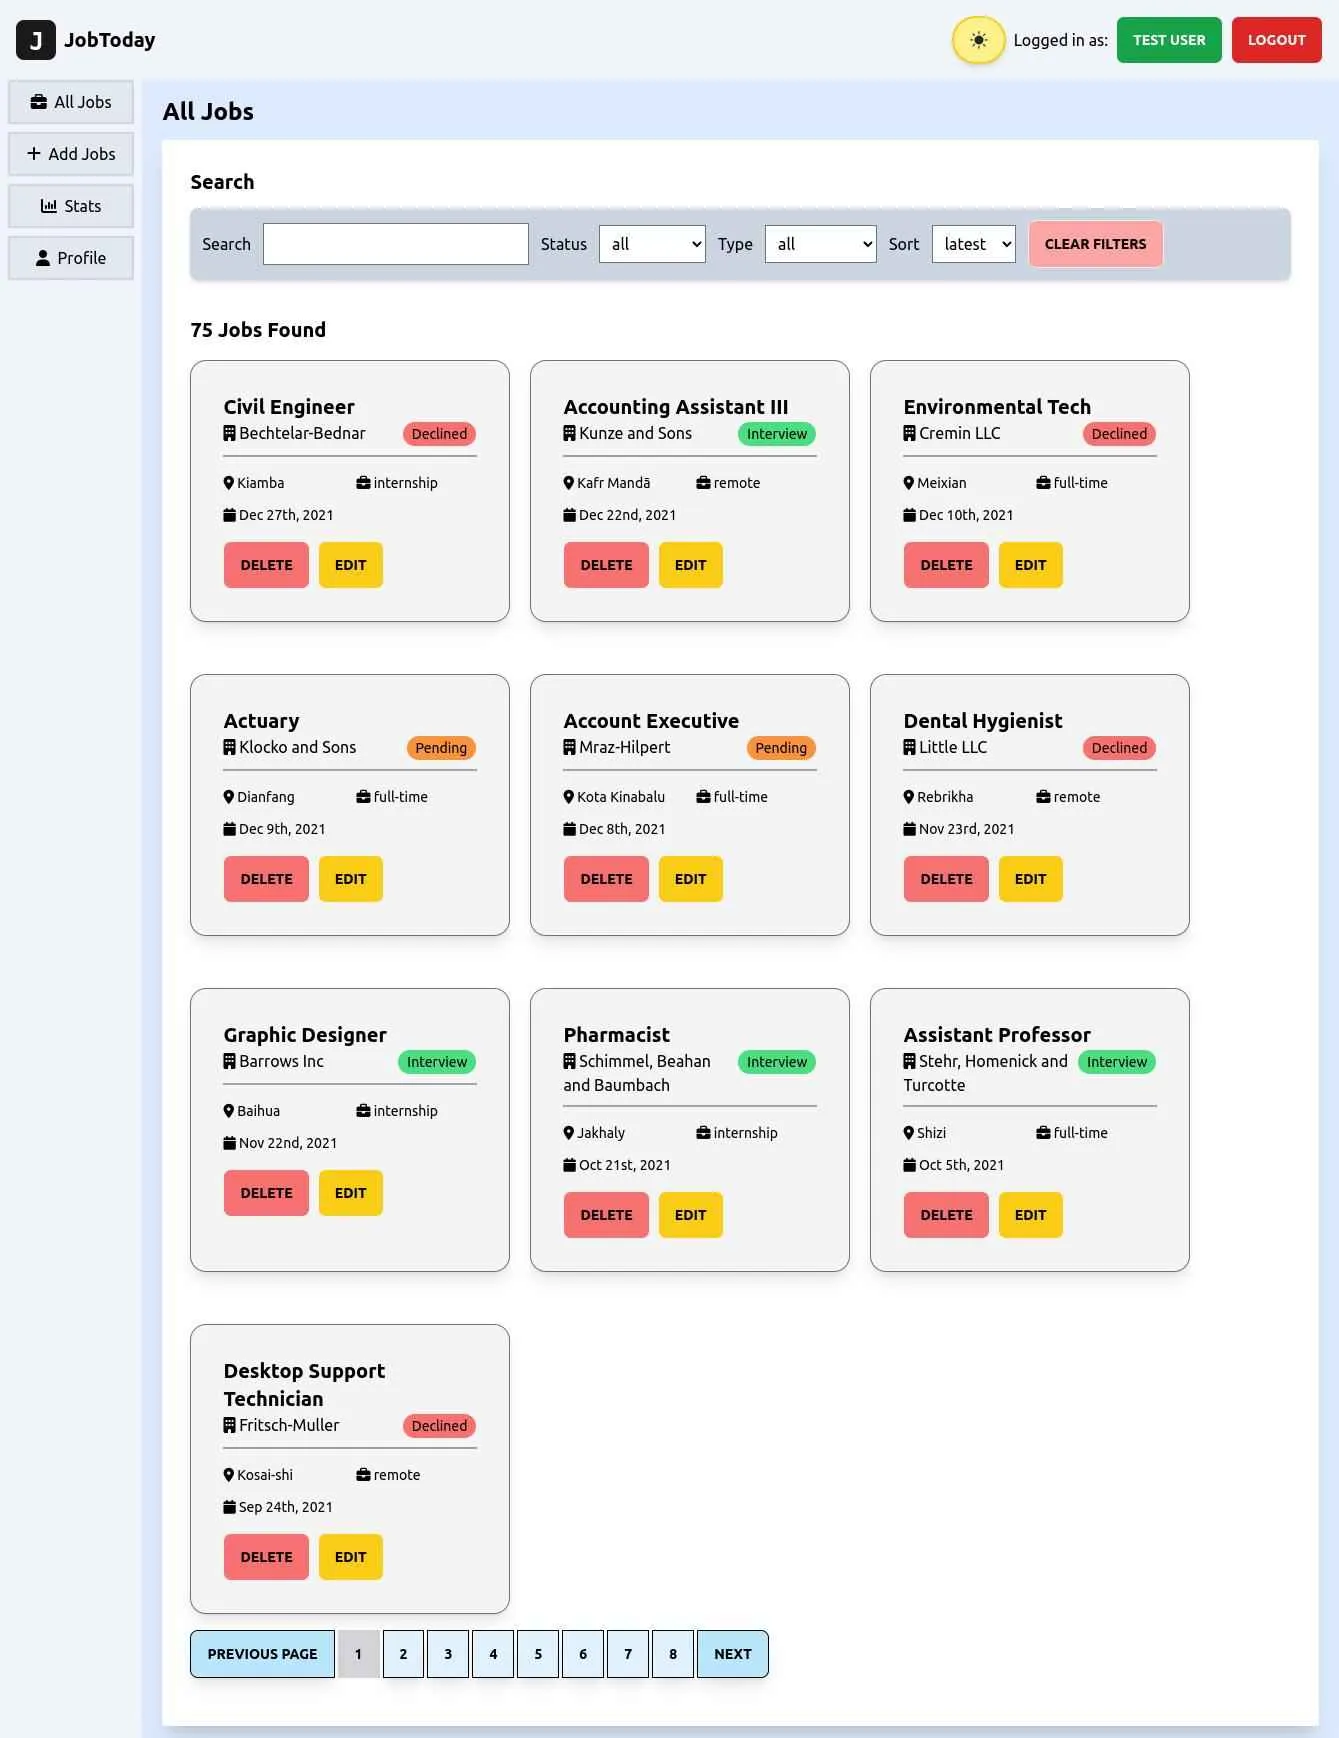 J JobToday
Logged in as: TEST USER LOGOUT
All Jobs
Add Jobs
Stats
Profile
All Jobs
Search
Search Status all Type all Sort latest CLEAR FILTERS
75 Jobs Found
Civil Engineer
Bechtelar-Bednar Declined
Kiamba internship
Dec 27th, 2021
DELETE EDIT
Accounting Assistant III
Kunze and Sons Interview
Kafr Mandā remote
Dec 22nd, 2021
DELETE EDIT
Environmental Tech
Cremin LLC Declined
Meixian full-time
Dec 10th, 2021
DELETE EDIT
Actuary
Klocko and Sons Pending
Dianfang full-time
Dec 9th, 2021
DELETE EDIT
Account Executive
Mraz-Hilpert Pending
Kota Kinabalu full-time
Dec 8th, 2021
DELETE EDIT
Dental Hygienist
Little LLC Declined
Rebrikha remote
Nov 23rd, 2021
DELETE EDIT
Graphic Designer
Barrows Inc Interview
Baihua internship
Nov 22nd, 2021
DELETE EDIT
Pharmacist
Schimmel, Beahan Interview
and Baumbach
Jakhaly internship
Oct 21st, 2021
DELETE EDIT
Assistant Professor
Stehr, Homenick and Interview
Turcotte
Shizi full-time
Oct 5th, 2021
DELETE EDIT
Desktop Support
Technician
Fritsch-Muller Declined
Kosai-shi remote
Sep 24th, 2021
DELETE EDIT
PREVIOUS PAGE 1 2 3 4 5 6 7 8 NEXT